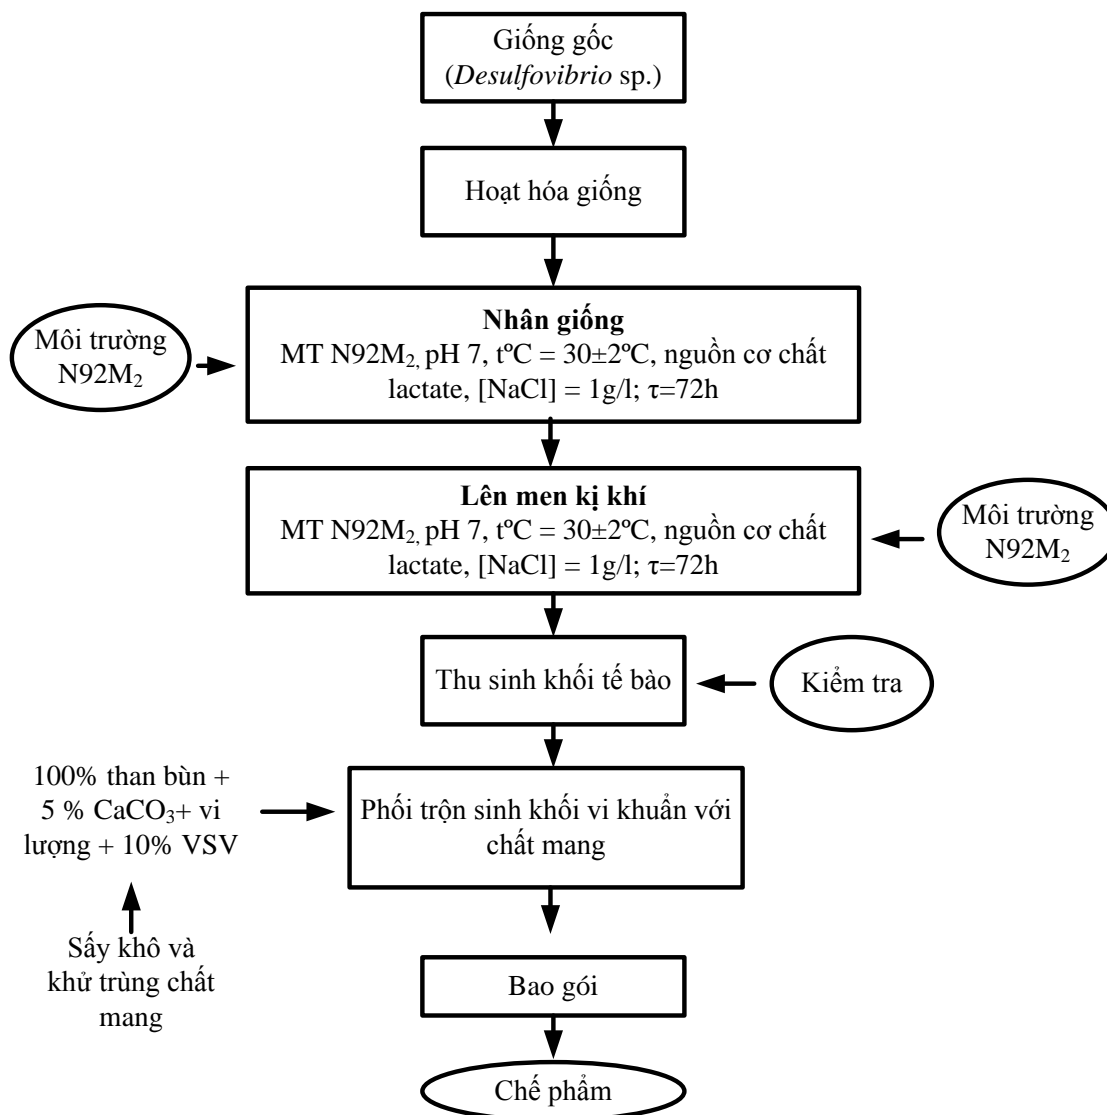 Giống gốc
(Desulfovibrio sp.)
Hoạt hóa giống
Môi trường
N92M₂
Nhân giống
MT N92M₂, pH 7, tºC = 30±2ºC, nguồn cơ chất
lactate, [NaCl] = 1g/l; τ=72h
Lên men kị khí
MT N92M₂, pH 7, tºC = 30±2ºC, nguồn cơ chất
lactate, [NaCl] = 1g/l; τ=72h
Môi trường
N92M₂
Thu sinh khối tế bào
Kiểm tra
100% than bùn +
5 % CaCO₃+ vi
lượng + 10% VSV
Phối trộn sinh khối vi khuẩn với
chất mang
Sấy khô và
khử trùng chất
mang
Bao gói
Chế phẩm